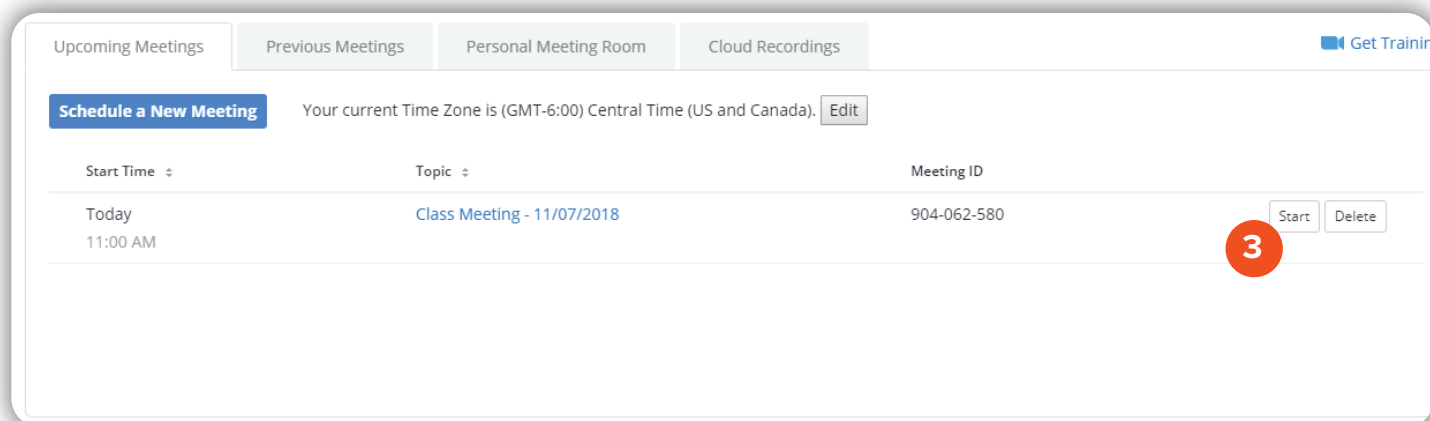 Upcoming Meetings Previous Meetings Personal Meeting Room Cloud Recordings Get Trainin
Schedule a New Meeting Your current Time Zone is (GMT-6:00) Central Time (US and Canada). Edit
Start Time Topic Meeting ID
Today Class Meeting - 11/07/2018 904-062-580 Start Delete
11:00 AM
3